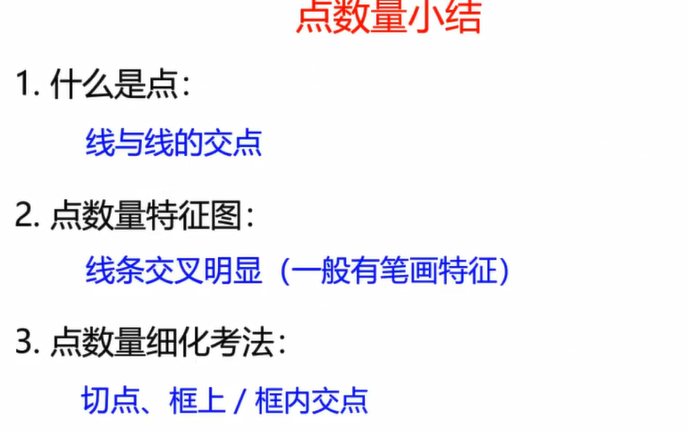 点数量小结
1. 什么是点：
线与线的交点
2. 点数量特征图：
线条交叉明显（一般有笔画特征）
3. 点数量细化考法：
切点、框上 / 框内交点